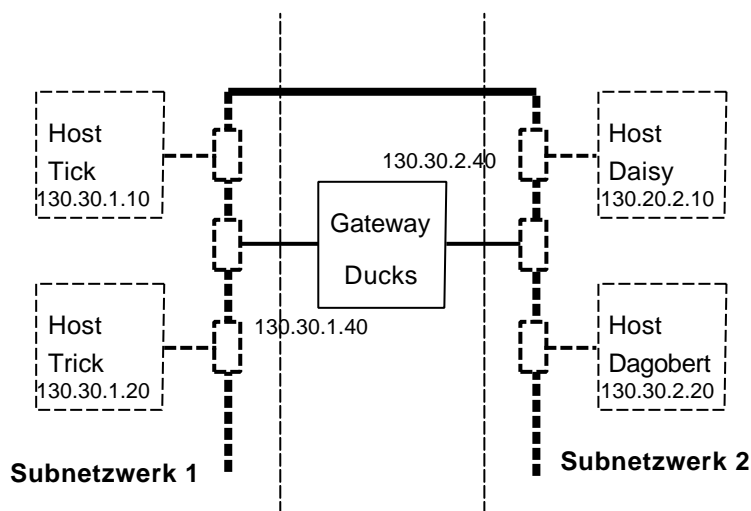 Host
Tick
130.30.1.10
130.30.2.40
Host
Daisy
130.20.2.10
Gateway
Ducks
Host
Trick
130.30.1.20
130.30.1.40
Host
Dagobert
130.30.2.20
Subnetzwerk 1
Subnetzwerk 2